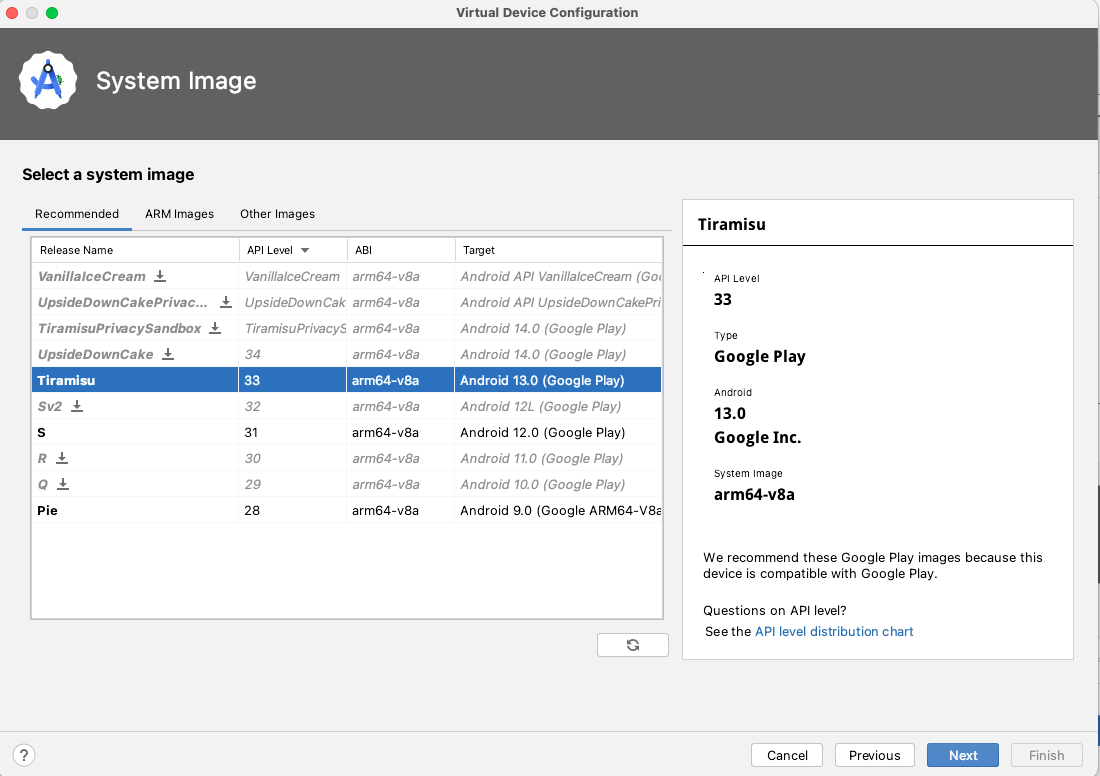 Virtual Device Configuration
System Image
Select a system image
Recommended ARM Images Other Images
Release Name API Level ABI Target
VanillaIceCream VanillaIceCream arm64-v8a Android API VanillaIceCream (Goo
UpsideDownCakePrivac... UpsideDownCak arm64-v8a Android API UpsideDownCakePri
TiramisuPrivacySandbox TiramisuPrivacyS arm64-v8a Android 14.0 (Google Play)
UpsideDownCake 34 arm64-v8a Android 14.0 (Google Play)
Tiramisu 33 arm64-v8a Android 13.0 (Google Play)
Sv2 32 arm64-v8a Android 12L (Google Play)
S 31 arm64-v8a Android 12.0 (Google Play)
R 30 arm64-v8a Android 11.0 (Google Play)
Q 29 arm64-v8a Android 10.0 (Google Play)
Pie 28 arm64-v8a Android 9.0 (Google ARM64-V8a
Tiramisu
API Level
33
Type
Google Play
Android
13.0
Google Inc.
System Image
arm64-v8a
We recommend these Google Play images because this
device is compatible with Google Play.
Questions on API level?
See the API level distribution chart
? Cancel Previous Next Finish